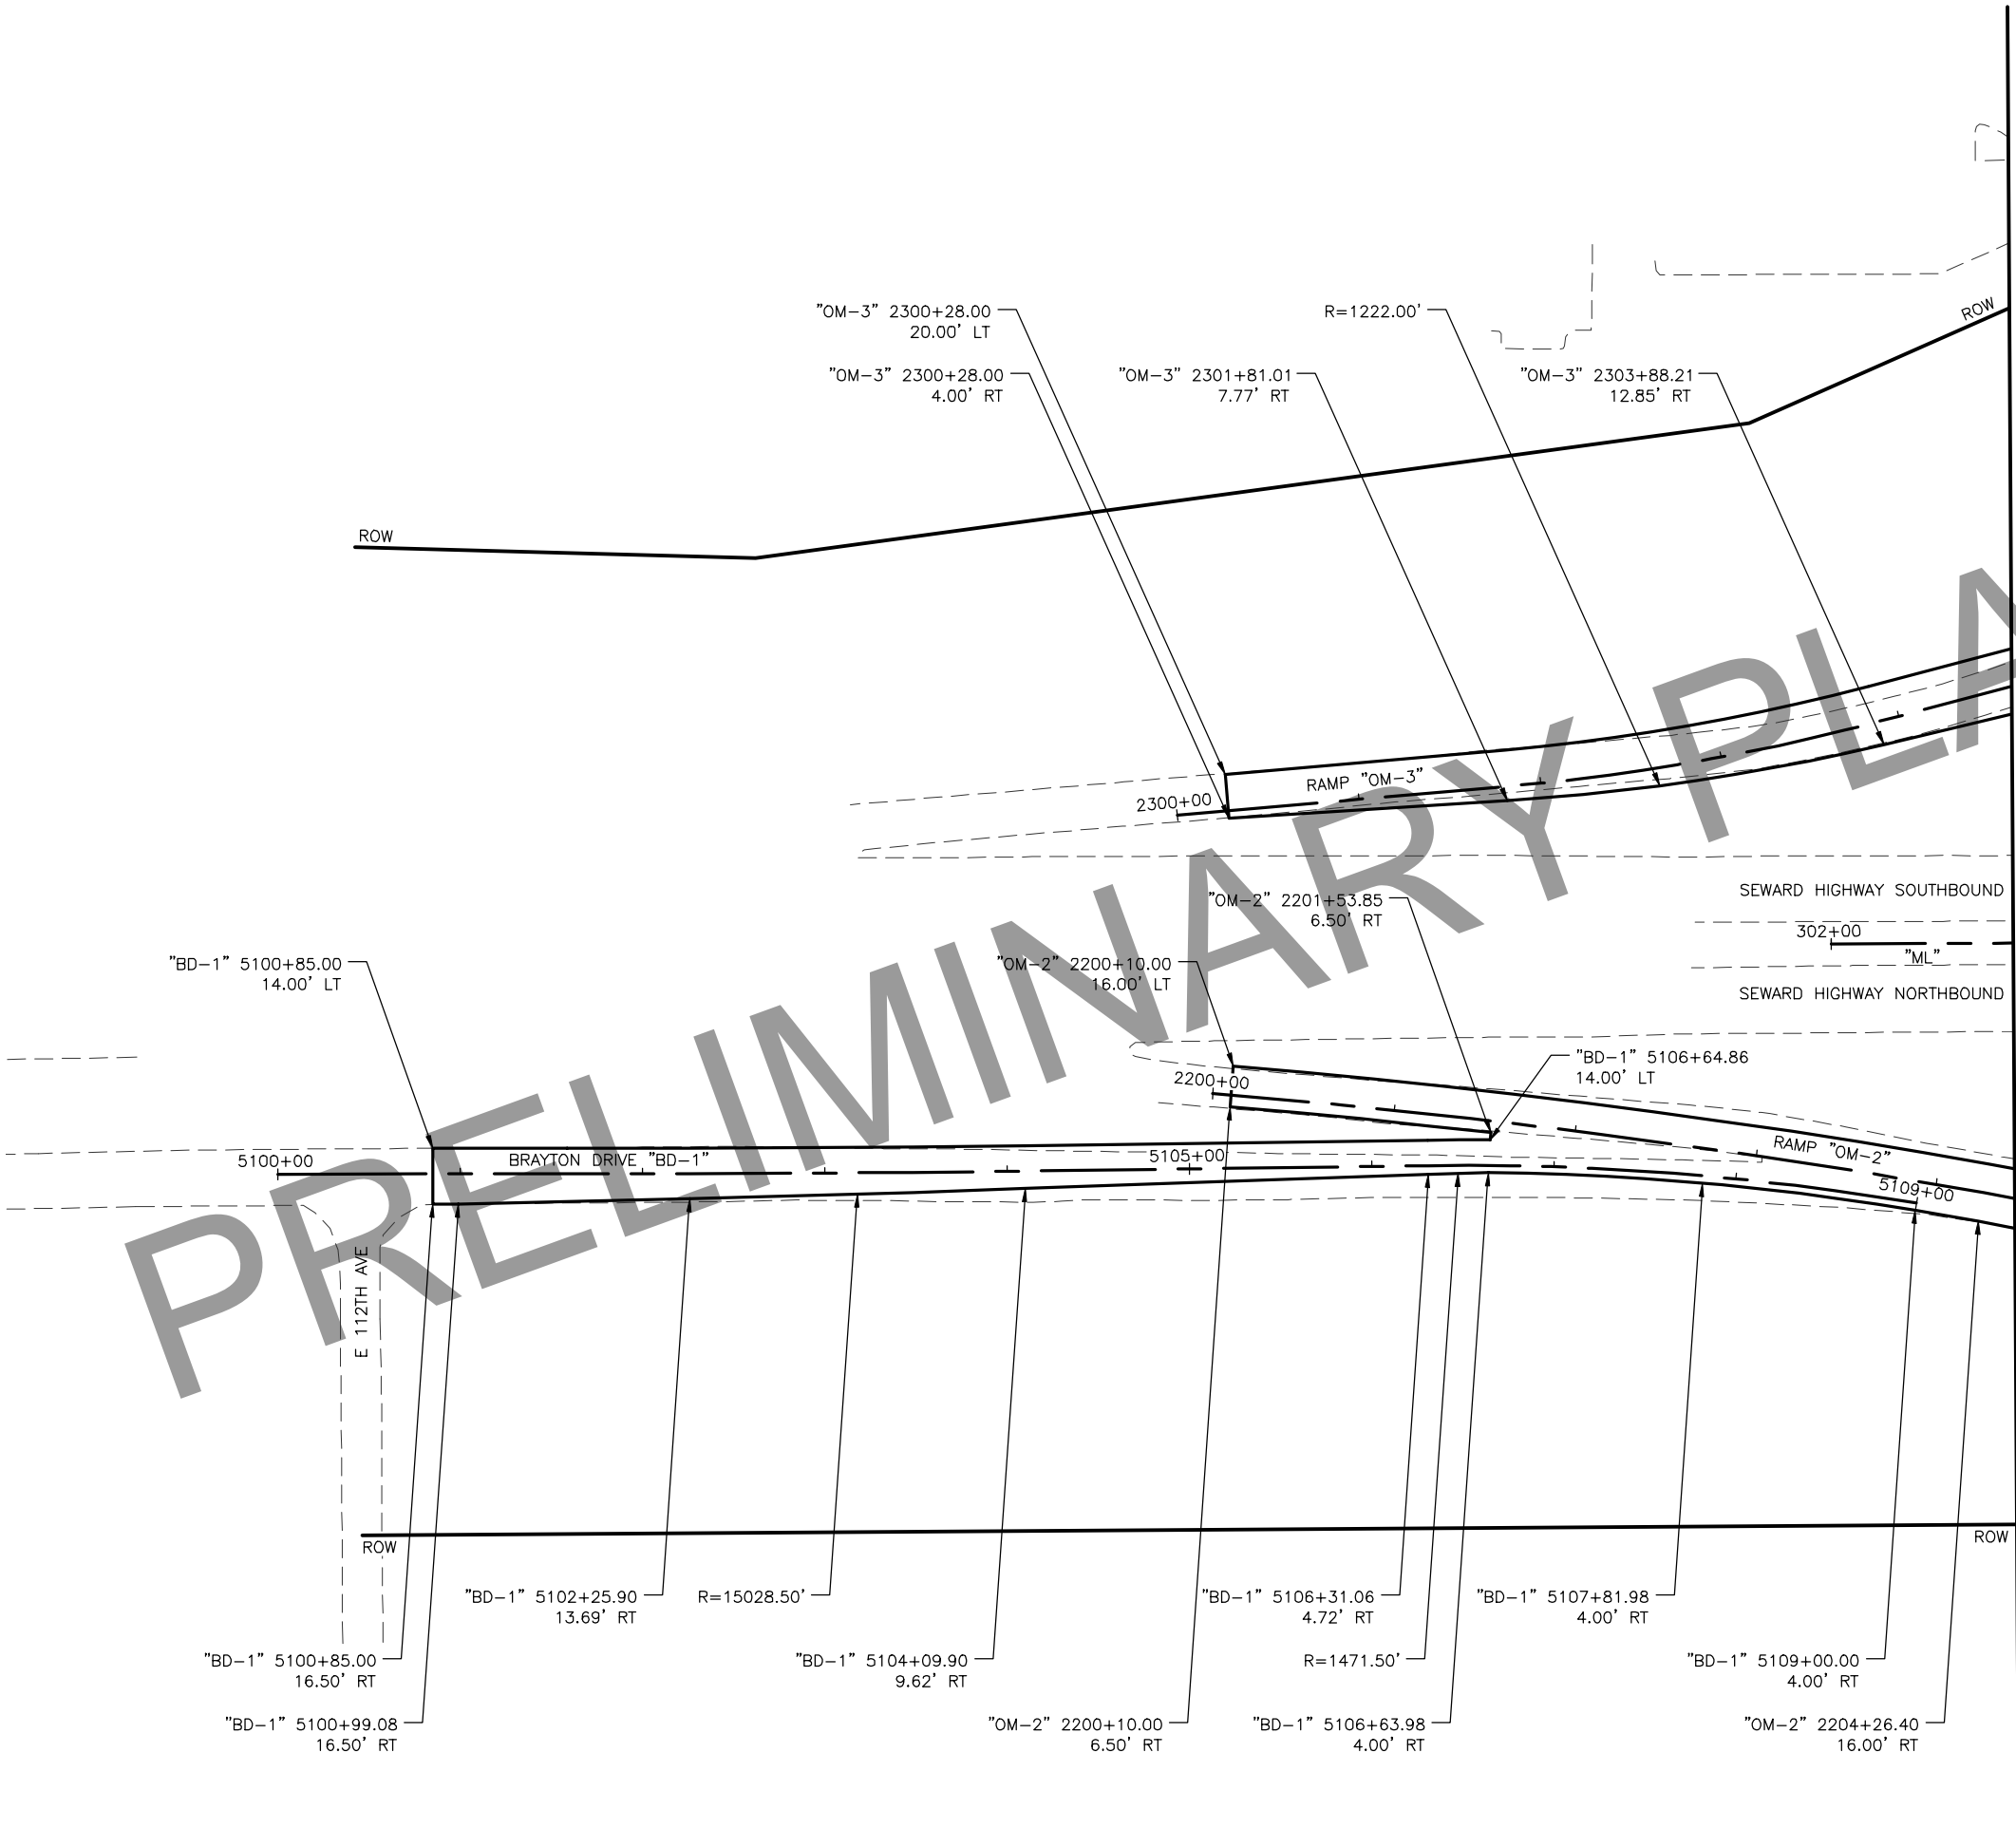 "OM-3" 2300+28.00
20.00' LT
R=1222.00'
ROW
"OM-3" 2300+28.00
4.00' RT
"OM-3" 2301+81.01
7.77' RT
"OM-3" 2303+88.21
12.85' RT
ROW
RAMP "OM-3"
2300+00
SEWARD HIGHWAY SOUTHBOUND
"OM-2" 2201+53.85
6.50' RT
302+00
"ML"
"BD-1" 5100+85.00
14.00' LT
"OM-2" 2200+10.00
16.00' LT
SEWARD HIGHWAY NORTHBOUND
"BD-1" 5106+64.86
14.00' LT
2200+00
RAMP "OM-2"
5100+00
BRAYTON DRIVE "BD-1"
5105+00
5109+00
E 112TH AVE
PRELIMINARY PLA
ROW
ROW
"BD-1" 5102+25.90
13.69' RT
R=15028.50'
"BD-1" 5106+31.06
4.72' RT
"BD-1" 5107+81.98
4.00' RT
"BD-1" 5100+85.00
16.50' RT
"BD-1" 5104+09.90
9.62' RT
R=1471.50'
"BD-1" 5109+00.00
4.00' RT
"BD-1" 5100+99.08
16.50' RT
"OM-2" 2200+10.00
6.50' RT
"BD-1" 5106+63.98
4.00' RT
"OM-2" 2204+26.40
16.00' RT